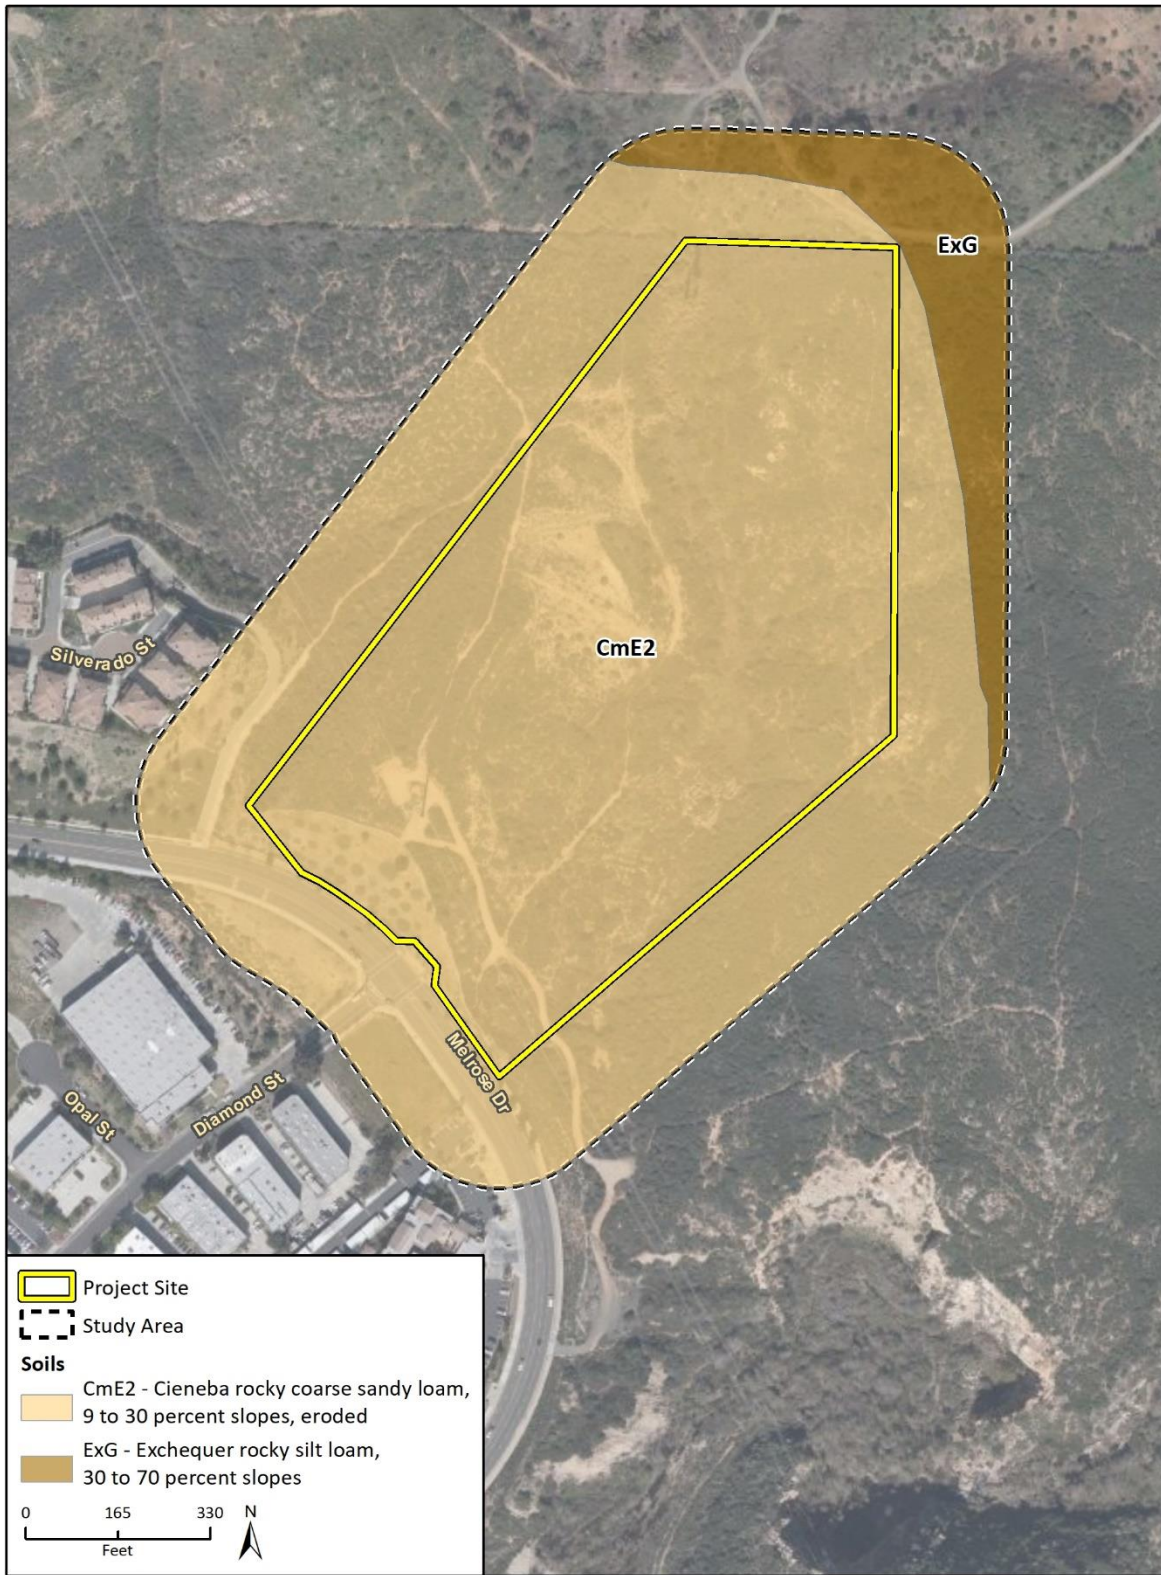 ExG
CmE2
Silverado St
Melrose Dr
Diamond St
Opal St
Project Site
Study Area
Soils
CmE2 - Cieneba rocky coarse sandy loam,
9 to 30 percent slopes, eroded
ExG - Exchequer rocky silt loam,
30 to 70 percent slopes
0 165 330 N
Feet